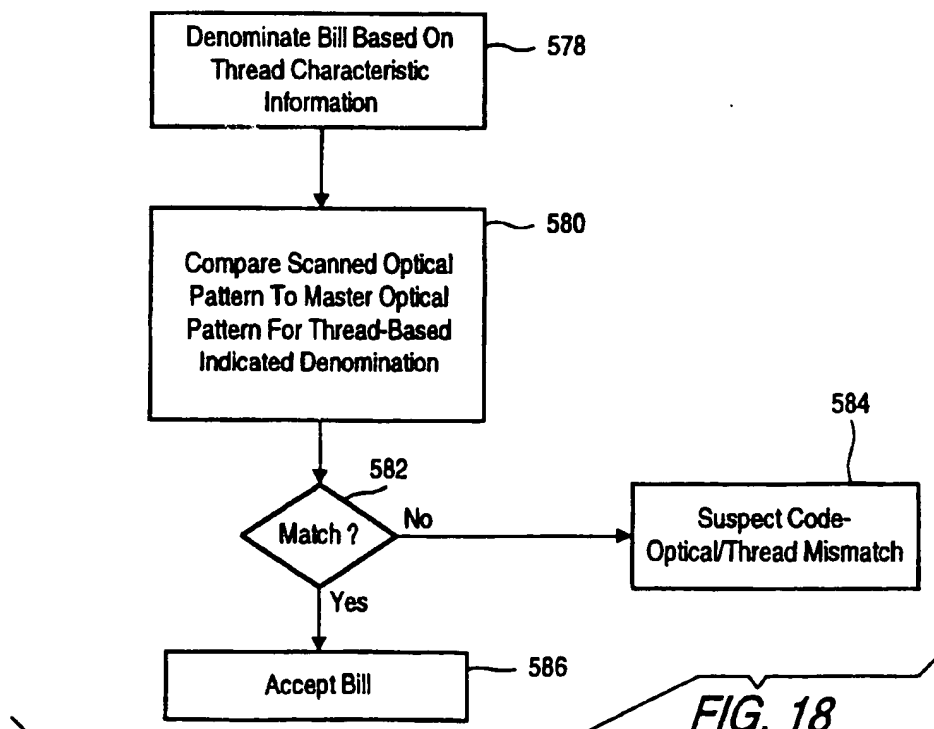 Denominate Bill Based On
Thread Characteristic
Information
578
Compare Scanned Optical
Pattern To Master Optical
Pattern For Thread-Based
Indicated Denomination
580
582
Match ?
No
584
Suspect Code-
Optical/Thread Mismatch
Yes
Accept Bill
586
FIG. 18